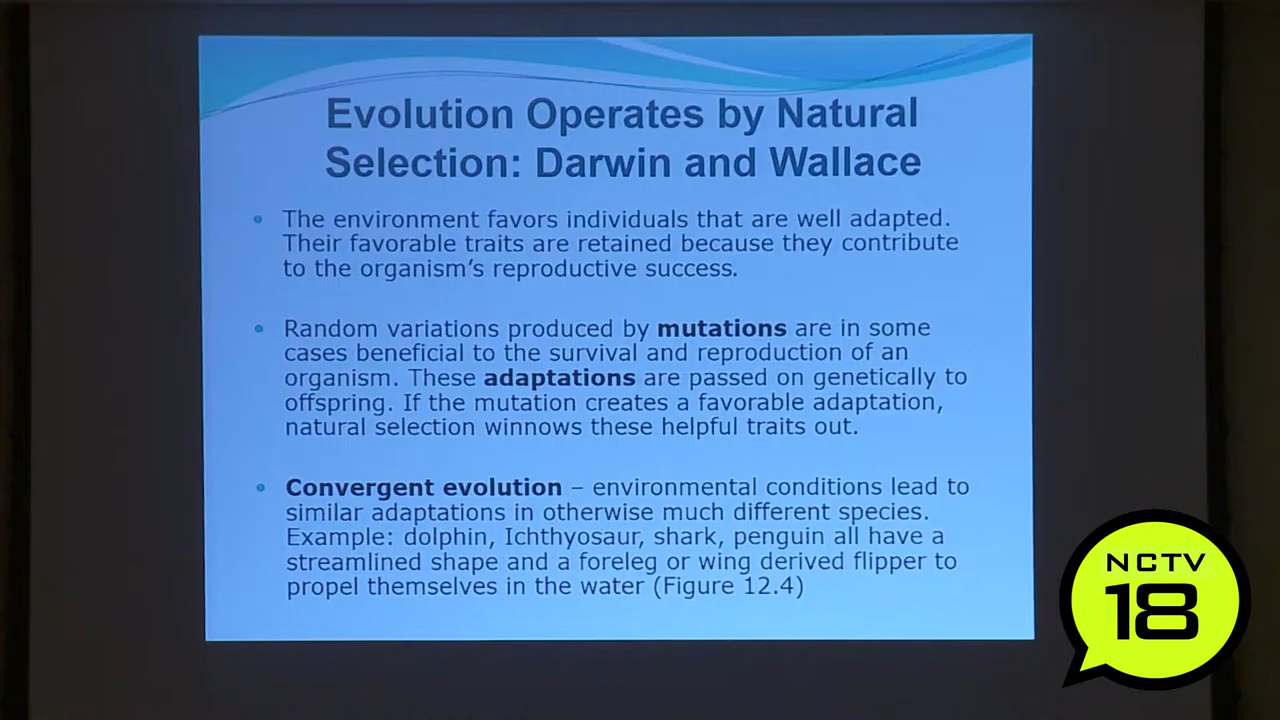 Evolution Operates by Natural
Selection: Darwin and Wallace
The environment favors individuals that are well adapted.
Their favorable traits are retained because they contribute
to the organism's reproductive success.
Random variations produced by mutations are in some
cases beneficial to the survival and reproduction of an
organism. These adaptations are passed on genetically to
offspring. If the mutation creates a favorable adaptation,
natural selection winnows these helpful traits out.
Convergent evolution – environmental conditions lead to
similar adaptations in otherwise much different species.
Example: dolphin, Ichthyosaur, shark, penguin all have a
streamlined shape and a foreleg or wing derived flipper to
propel themselves in the water (Figure 12.4)
NCTV
18